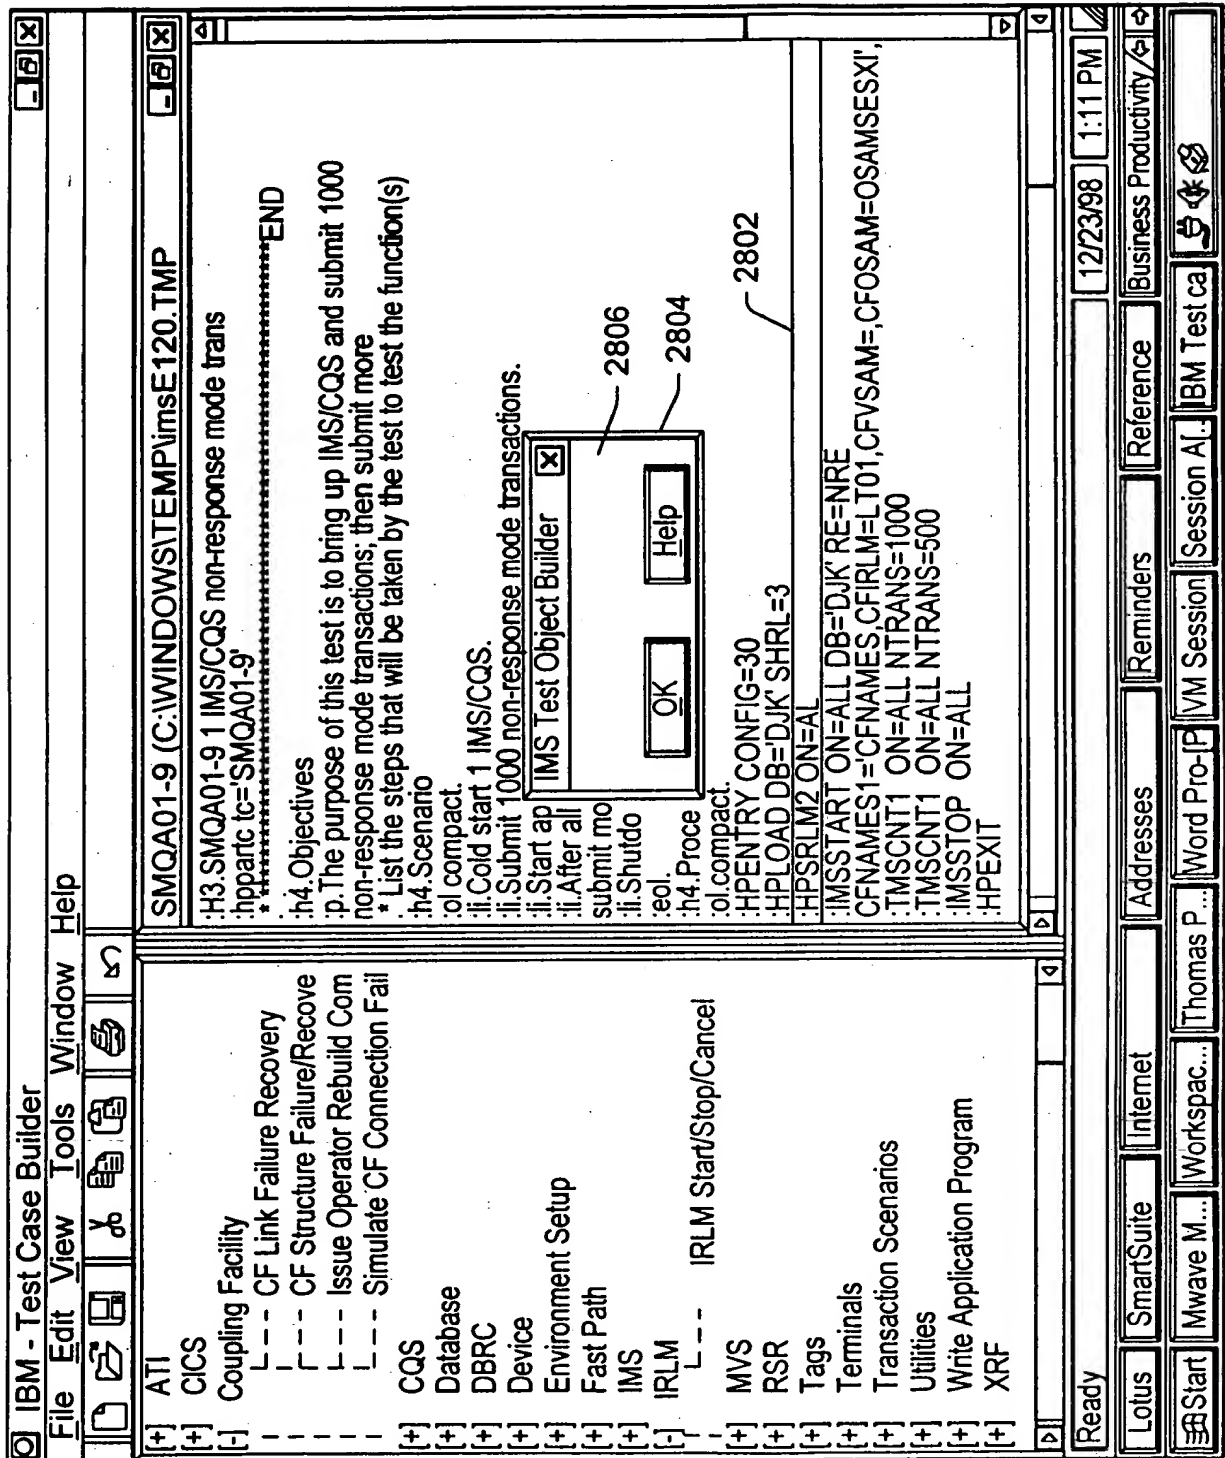 IBM - Test Case Builder
File Edit View Tools Window Help
[+] ATI
[+] CICS
[-] Coupling Facility
CF Link Failure Recovery
CF Structure Failure/Recove
Issue Operator Rebuild Com
Simulate CF Connection Fail
[+] CQS
[+] Database
[+] DBRC
[+] Device
[+] Environment Setup
[+] Fast Path
[+] IMS
[-] IRLM
IRLM Start/Stop/Cancel
[+] MVS
[+] RSR
[+] Tags
[+] Terminals
[+] Transaction Scenarios
[+] Utilities
[+] Write Application Program
[+] XRF
SMQA01-9 (C:\WINDOWS\TEMP\imsE120.TMP
:H3.SMQA01-9 1 IMS/CQS non-response mode trans
:hppartc tc='SMQA01-9'
END
:h4.Objectives
:p.The purpose of this test is to bring up IMS/CQS and submit 1000
non-response mode transactions; then submit more
.* List the steps that will be taken by the test to test the function(s)
:h4.Scenario
:ol compact.
:li.Cold start 1 IMS/CQS.
:li.Submit 1000 non-response mode transactions.
:li.Start ap
:li.After all
submit mo
:li.Shutdo
:eol.
:h4.Proce
:ol.compact.
:HPENTRY CONFIG=30
:HPLOAD DB='DJK' SHRL=3
:HPSRLM2 ON=AL
:IMSSTART ON=ALL DB='DJK' RE=NRE
CFNAMES1='CFNAMES,CFIRLM=LT01,CFVSAM=,CFOSAM=OSAMSESXI',
:TMSCNT1 ON=ALL NTRANS=1000
:TMSCNT1 ON=ALL NTRANS=500
:IMSSTOP ON=ALL
:HPEXIT
IMS Test Object Builder
OK Help
2806
2804
2802
Ready 12/23/98 1:11 PM
Lotus SmartSuite Internet Addresses Reminders Reference Business Productivity
Start Mwave M... Workspac... Thomas P... Word Pro-[P VM Session Session A[.. IBM Test ca